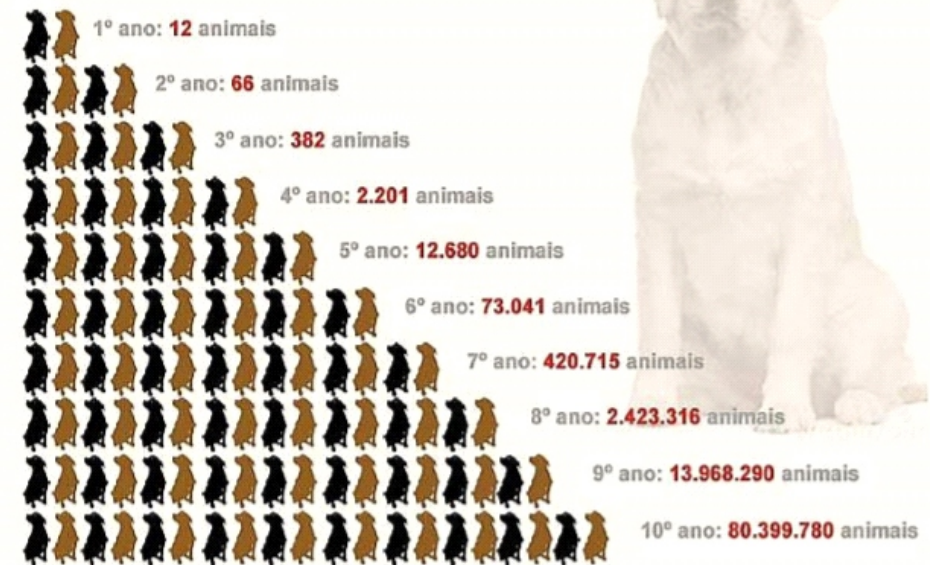 1º ano: 12 animais
2º ano: 66 animais
3º ano: 382 animais
4º ano: 2.201 animais
5º ano: 12.680 animais
6º ano: 73.041 animais
7º ano: 420.715 animais
8º ano: 2.423.316 animais
9º ano: 13.968.290 animais
10º ano: 80.399.780 animais